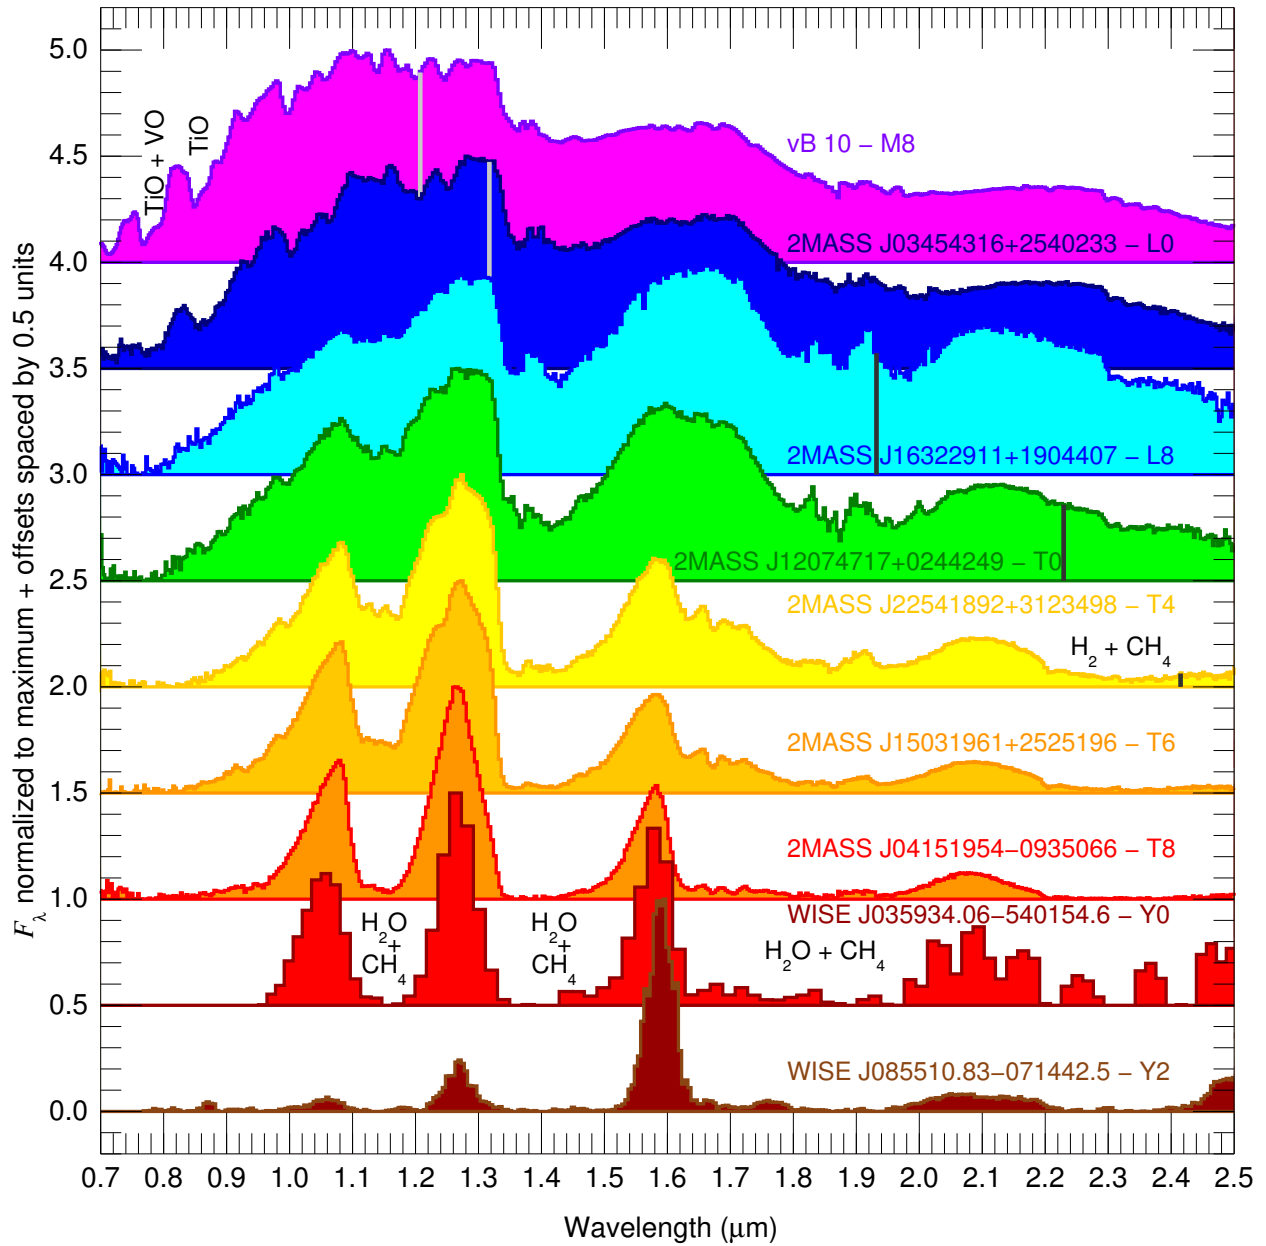 5.0
4.5
4.0
3.5
3.0
2.5
2.0
1.5
1.0
0.5
0.0
F_λ normalized to maximum + offsets spaced by 0.5 units
TiO + VO
TiO
vB 10 − M8
2MASS J03454316+2540233 − L0
2MASS J16322911+1904407 − L8
2MASS J12074717+0244249 − T0
2MASS J22541892+3123498 − T4
H₂ + CH₄
2MASS J15031961+2525196 − T6
2MASS J04151954−0935066 − T8
WISE J035934.06−540154.6 − Y0
H₂O
+
CH₄
H₂O
+
CH₄
H₂O + CH₄
WISE J085510.83−071442.5 − Y2
0.7 0.8 0.9 1.0 1.1 1.2 1.3 1.4 1.5 1.6 1.7 1.8 1.9 2.0 2.1 2.2 2.3 2.4 2.5
Wavelength (μm)